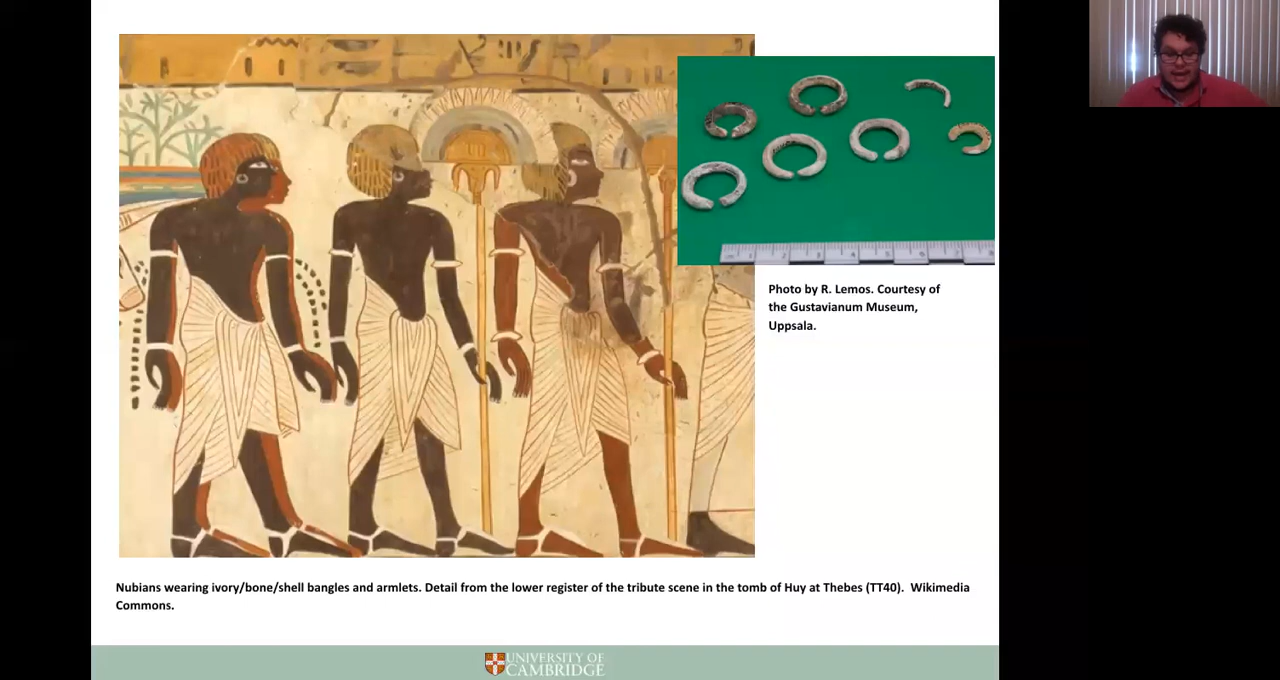 Photo by R. Lemos. Courtesy of
the Gustavianum Museum,
Uppsala.
Nubians wearing ivory/bone/shell bangles and armlets. Detail from the lower register of the tribute scene in the tomb of Huy at Thebes (TT40). Wikimedia
Commons.
UNIVERSITY OF
CAMBRIDGE